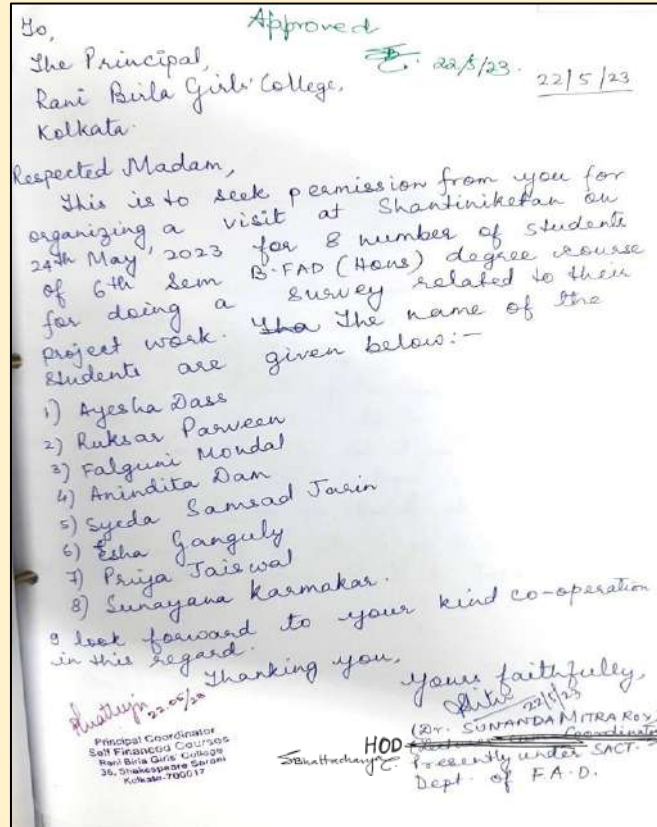 To,
Approved
22/5/23.
22/5/23
The Principal,
Rani Birla Girls' College,
Kolkata.
Respected Madam,
This is to seek permission from you for
organizing a visit at Shantiniketan on
24th May, 2023 for 8 number of students
of 6th Sem B.FAD (Hons) degree course
for doing a survey related to their
project work. The name of the
students are given below:-
1) Ayesha Dass
2) Ruksar Parveen
3) Falguni Mondal
4) Anindita Dam
5) Syeda Samsad Jasin
6) Esha Ganguly
7) Priya Jaiswal
8) Sunayana Karmakar.
I look forward to your kind co-operation
in this regard.
Thanking you,
Yours faithfully,
22/5/23
(Dr. SUNANDA MITRA ROY)
22.05/23
Principal Coordinator
Self Financed Courses
Rani Birla Girls' College
38, Shakespeare Sarani
Kolkata-700017
SBhattacharya
HOD
Presently under SACT-
Dept. of F.A.D.